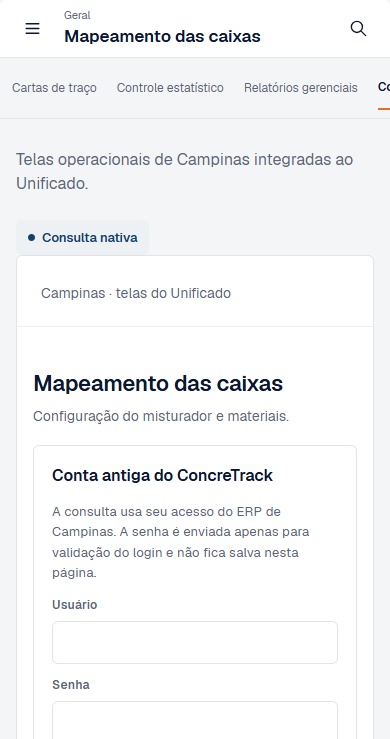 Geral
Mapeamento das caixas
Cartas de traço
Controle estatístico
Relatórios gerenciais
Telas operacionais de Campinas integradas ao
Unificado.
Consulta nativa
Campinas · telas do Unificado
Mapeamento das caixas
Configuração do misturador e materiais.
Conta antiga do ConcreTrack
A consulta usa seu acesso do ERP de
Campinas. A senha é enviada apenas para
validação do login e não fica salva nesta
página.
Usuário
Senha